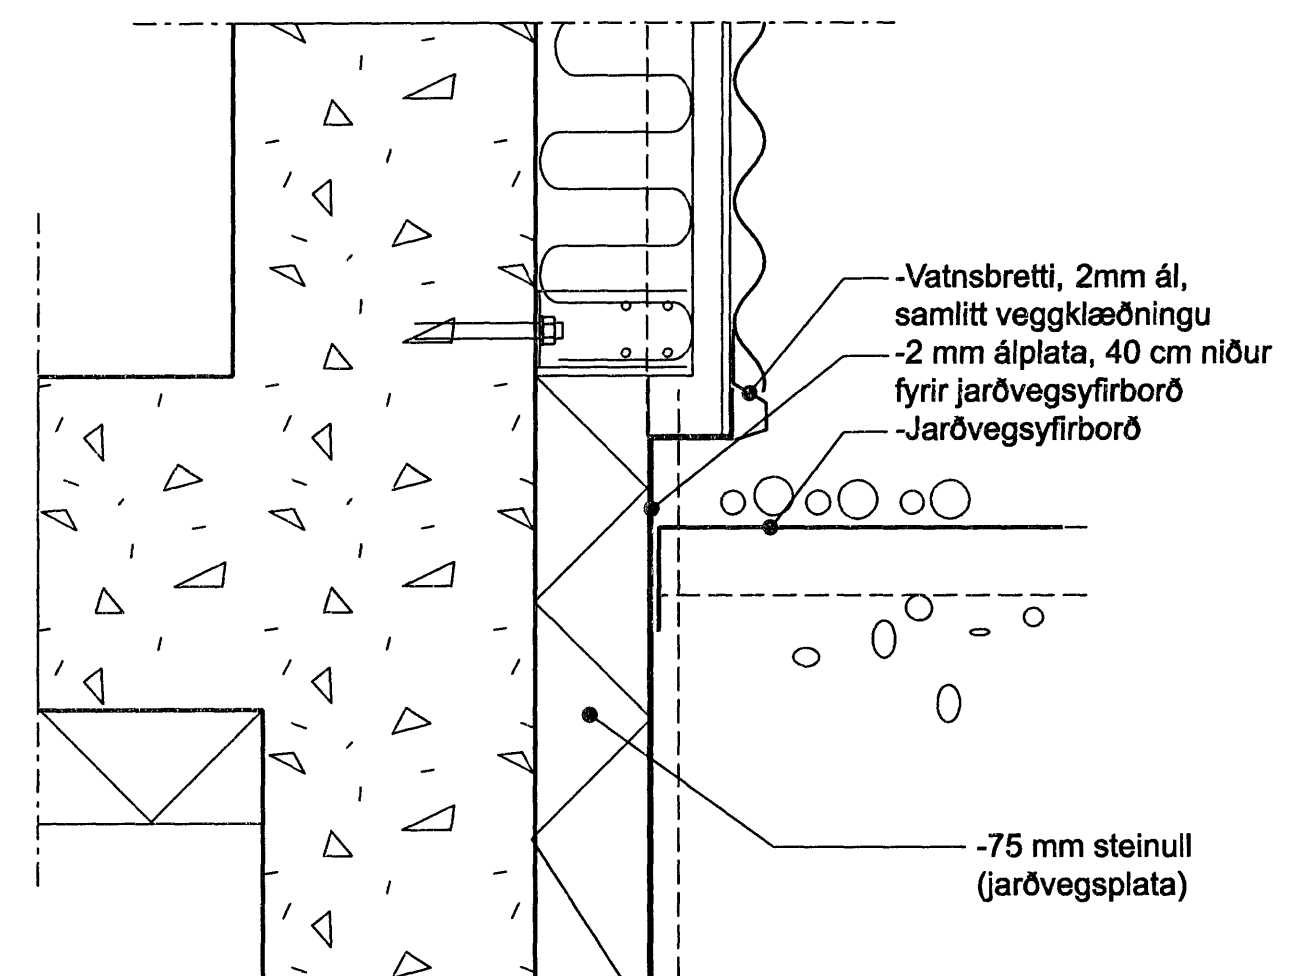 -Vatnsbretti, 2mm ál,
samlitt veggklæðningu
-2 mm álplata, 40 cm niður
fyrir jarðvegsyfirborð
-Jarðvegsyfirborð
-75 mm steinull
(jarðvegsplata)